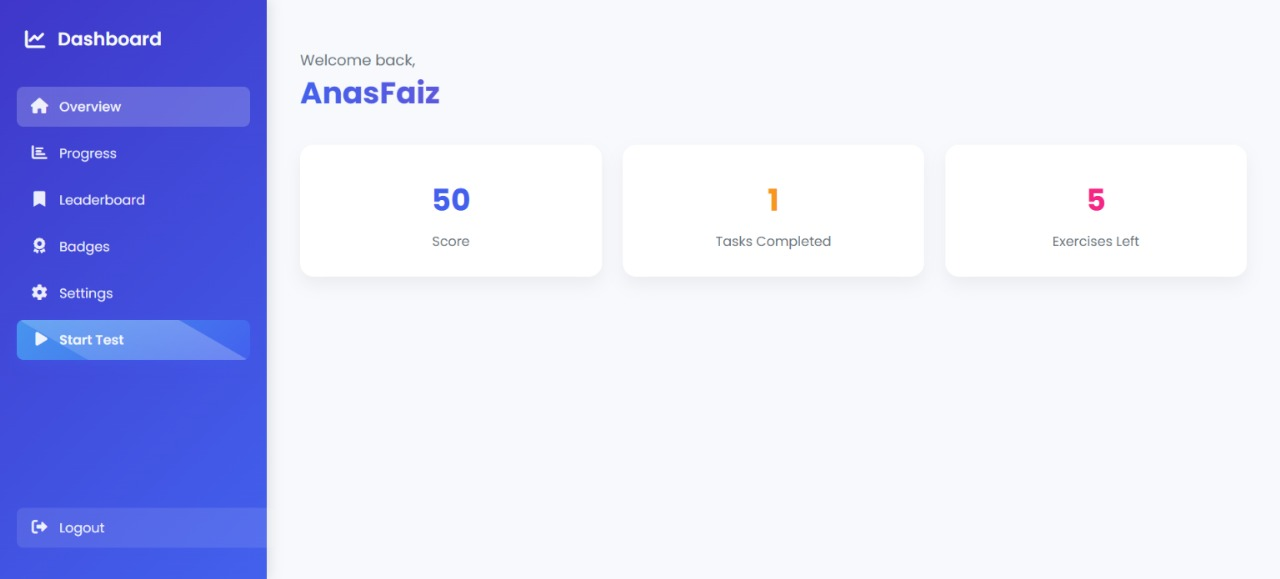 Dashboard
Overview
Progress
Leaderboard
Badges
Settings
Start Test
Logout
Welcome back,
AnasFaiz
50
Score
1
Tasks Completed
5
Exercises Left